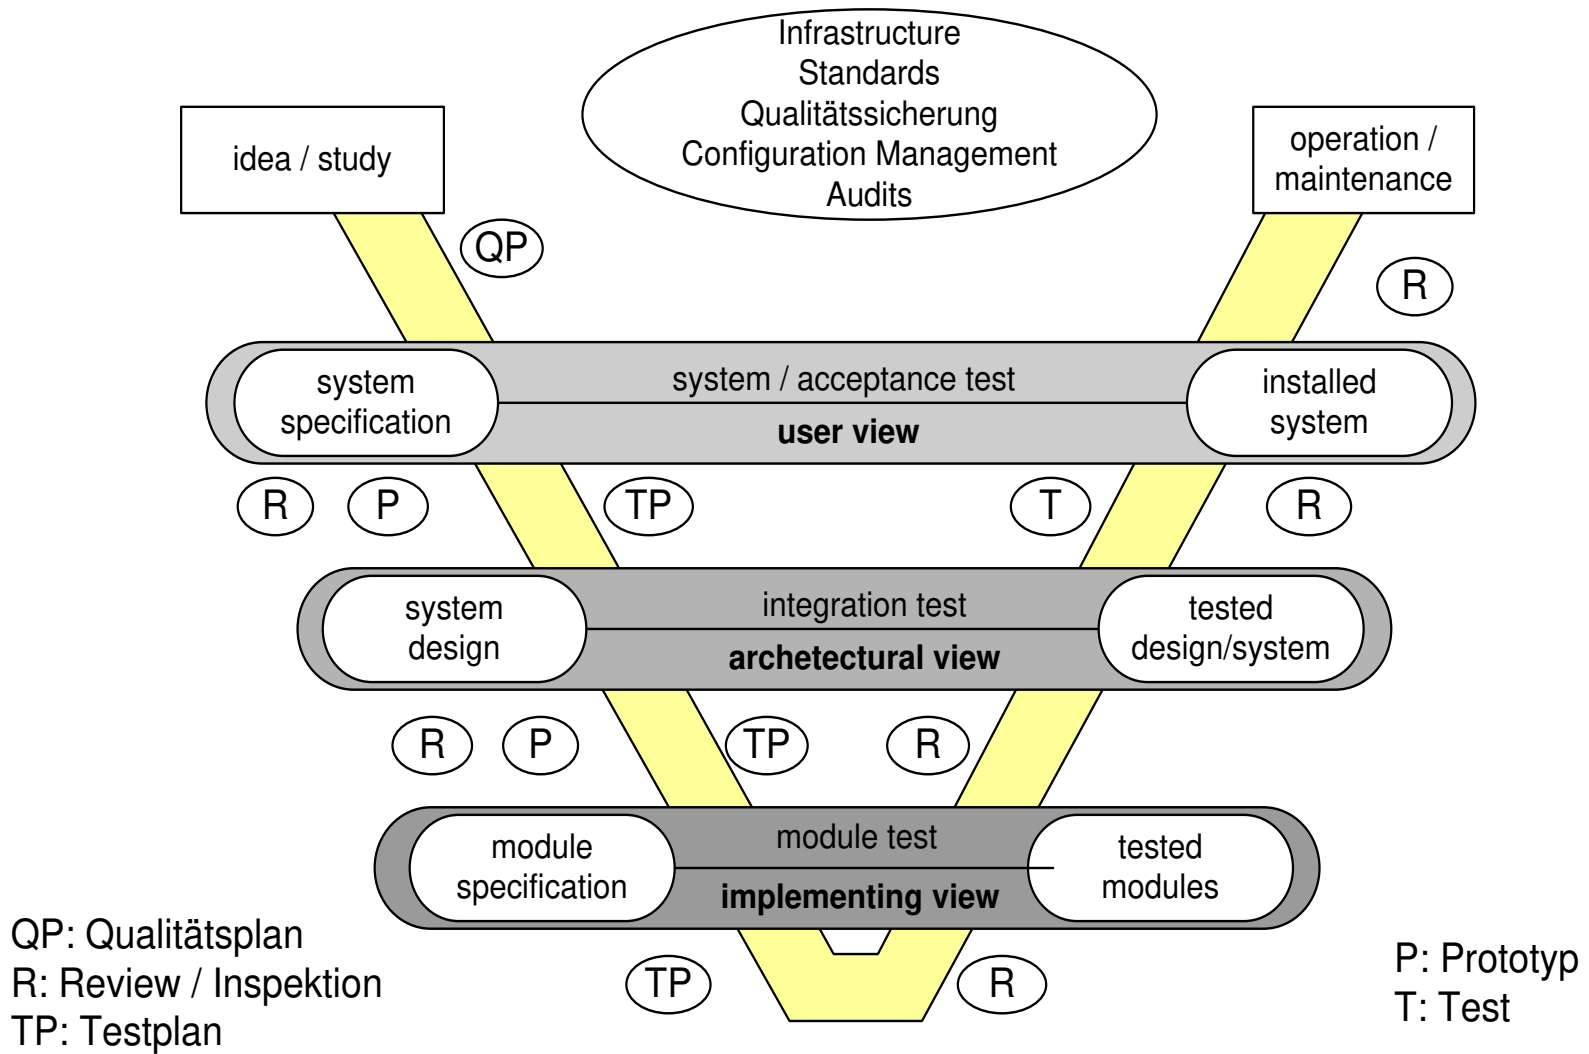 Infrastructure
Standards
Qualitätssicherung
Configuration Management
Audits
idea / study
operation /
maintenance
QP
R
system
specification
system / acceptance test
user view
installed
system
R
P
TP
T
R
system
design
integration test
archetectural view
tested
design/system
R
P
TP
R
module
specification
module test
implementing view
tested
modules
TP
R
QP: Qualitätsplan
R: Review / Inspektion
TP: Testplan
P: Prototyp
T: Test